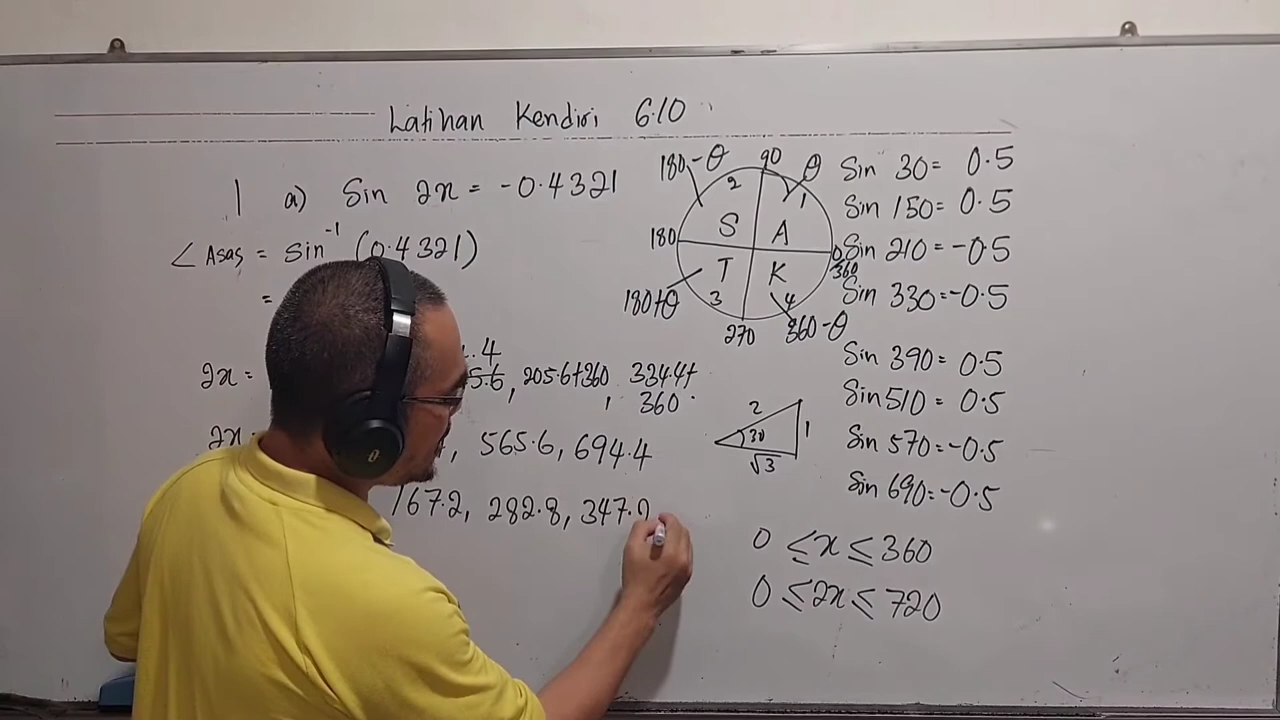 Latihan Kendiri 6.10
1 a) Sin 2x = -0.4321
∠ Asas = sin⁻¹ (0.4321)
=
.4
2x = 5.6, 205.6+360, 334.4+
360
2x 565.6, 694.4
167.2, 282.8, 347.2
180-θ 90 θ
2 1
S A
180 0
360
T K
3 4
180+θ
270 360-θ
2
30 1
√3
Sin 30 = 0.5
Sin 150 = 0.5
Sin 210 = -0.5
Sin 330 = -0.5
Sin 390 = 0.5
Sin 510 = 0.5
Sin 570 = -0.5
Sin 690 = -0.5
0 ≤ x ≤ 360
0 ≤ 2x ≤ 720